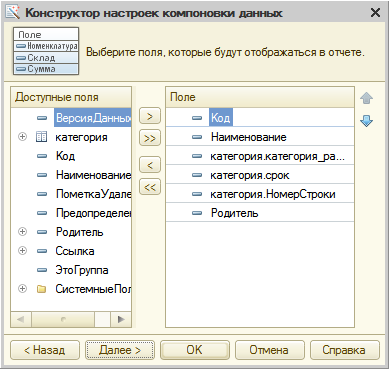 Конструктор настроек компоновки данных
Поле
Номенклатура
Склад
Сумма
Выберите поля, которые будут отображаться в отчете.
Доступные поля
ВерсияДанных
категория
Код
Наименование
ПометкаУдале
Предопределен
Родитель
Ссылка
ЭтоГруппа
СистемныеПол
>
>>
<
<<
Поле
Код
Наименование
категория.категория_ра...
категория.срок
категория.НомерСтроки
Родитель
< Назад
Далее >
OK
Отмена
Справка